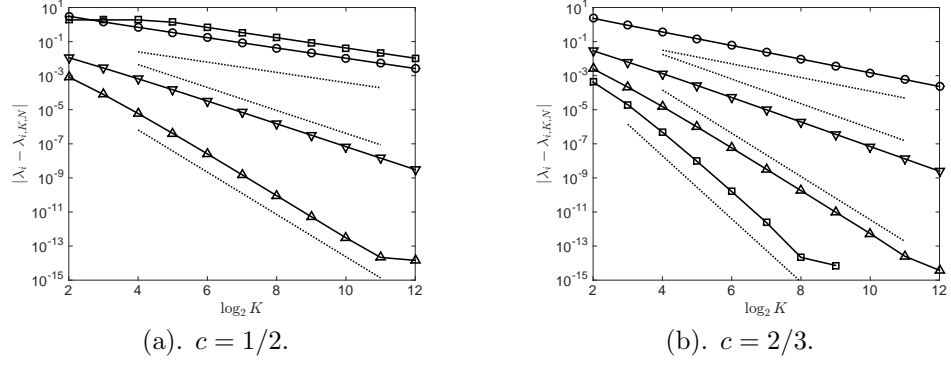 10^1
10^-1
10^-3
10^-5
10^-7
10^-9
10^-11
10^-13
10^-15
|λ_i − λ_{i,K,N}|
2 4 6 8 10 12
log_2 K
(a). c = 1/2.
10^1
10^-1
10^-3
10^-5
10^-7
10^-9
10^-11
10^-13
10^-15
|λ_i − λ_{i,K,N}|
2 4 6 8 10 12
log_2 K
(b). c = 2/3.